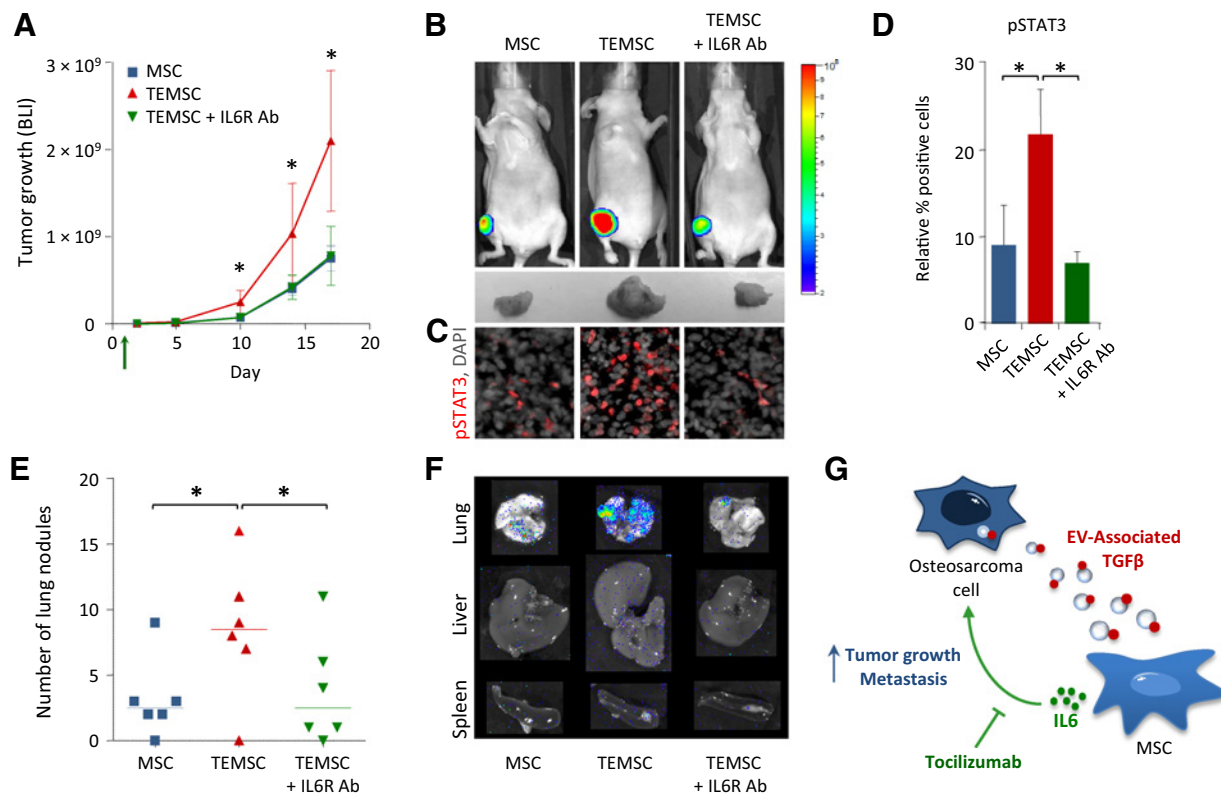 A
3 × 10⁹
2 × 10⁹
1 × 10⁹
0
Tumor growth (BLI)
MSC
TEMSC
TEMSC + IL6R Ab
*
*
*
0
5
10
15
20
Day
B
MSC
TEMSC
TEMSC
+ IL6R Ab
C
pSTAT3, DAPI
D
pSTAT3
30
20
10
0
Relative % positive cells
*
*
MSC
TEMSC
TEMSC
+ IL6R Ab
E
20
15
10
5
0
Number of lung nodules
*
*
MSC
TEMSC
TEMSC
+ IL6R Ab
F
Lung
Liver
Spleen
MSC
TEMSC
TEMSC
+ IL6R Ab
G
Osteosarcoma
cell
EV-Associated
TGFβ
Tumor growth
Metastasis
IL6
MSC
Tocilizumab